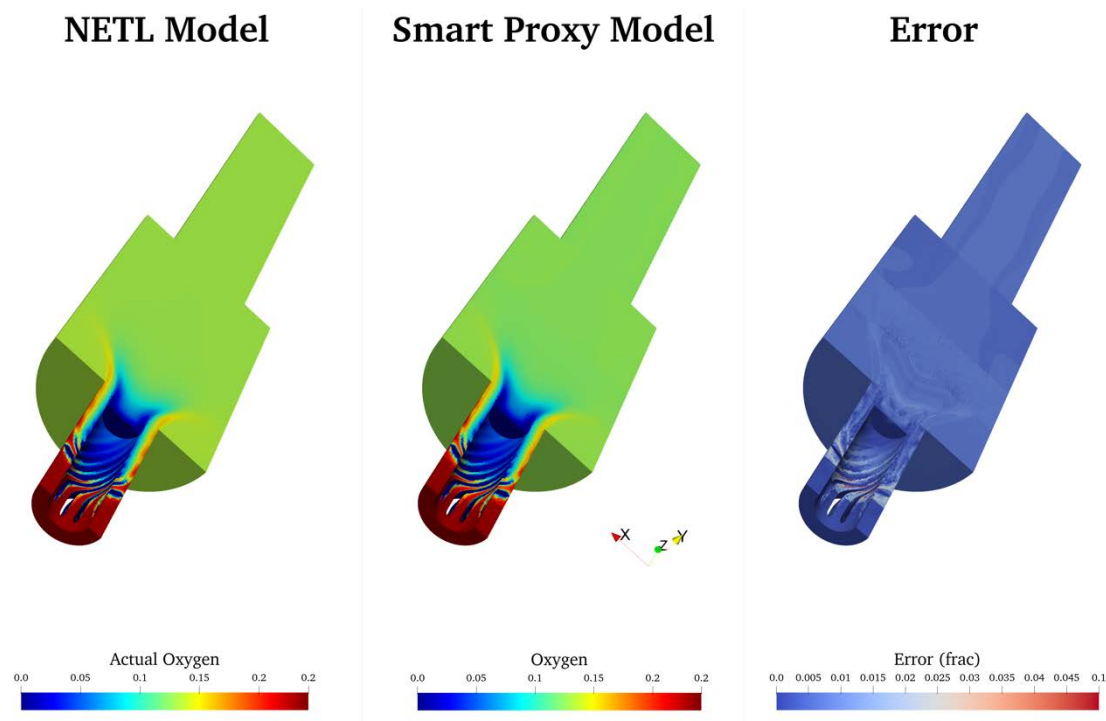 NETL Model
Smart Proxy Model
Error
X
Z
Y
Actual Oxygen
0.0 0.05 0.1 0.15 0.2 0.2
Oxygen
0.0 0.05 0.1 0.15 0.2 0.2
Error (frac)
0.0 0.005 0.01 0.015 0.02 0.025 0.03 0.035 0.04 0.045 0.1